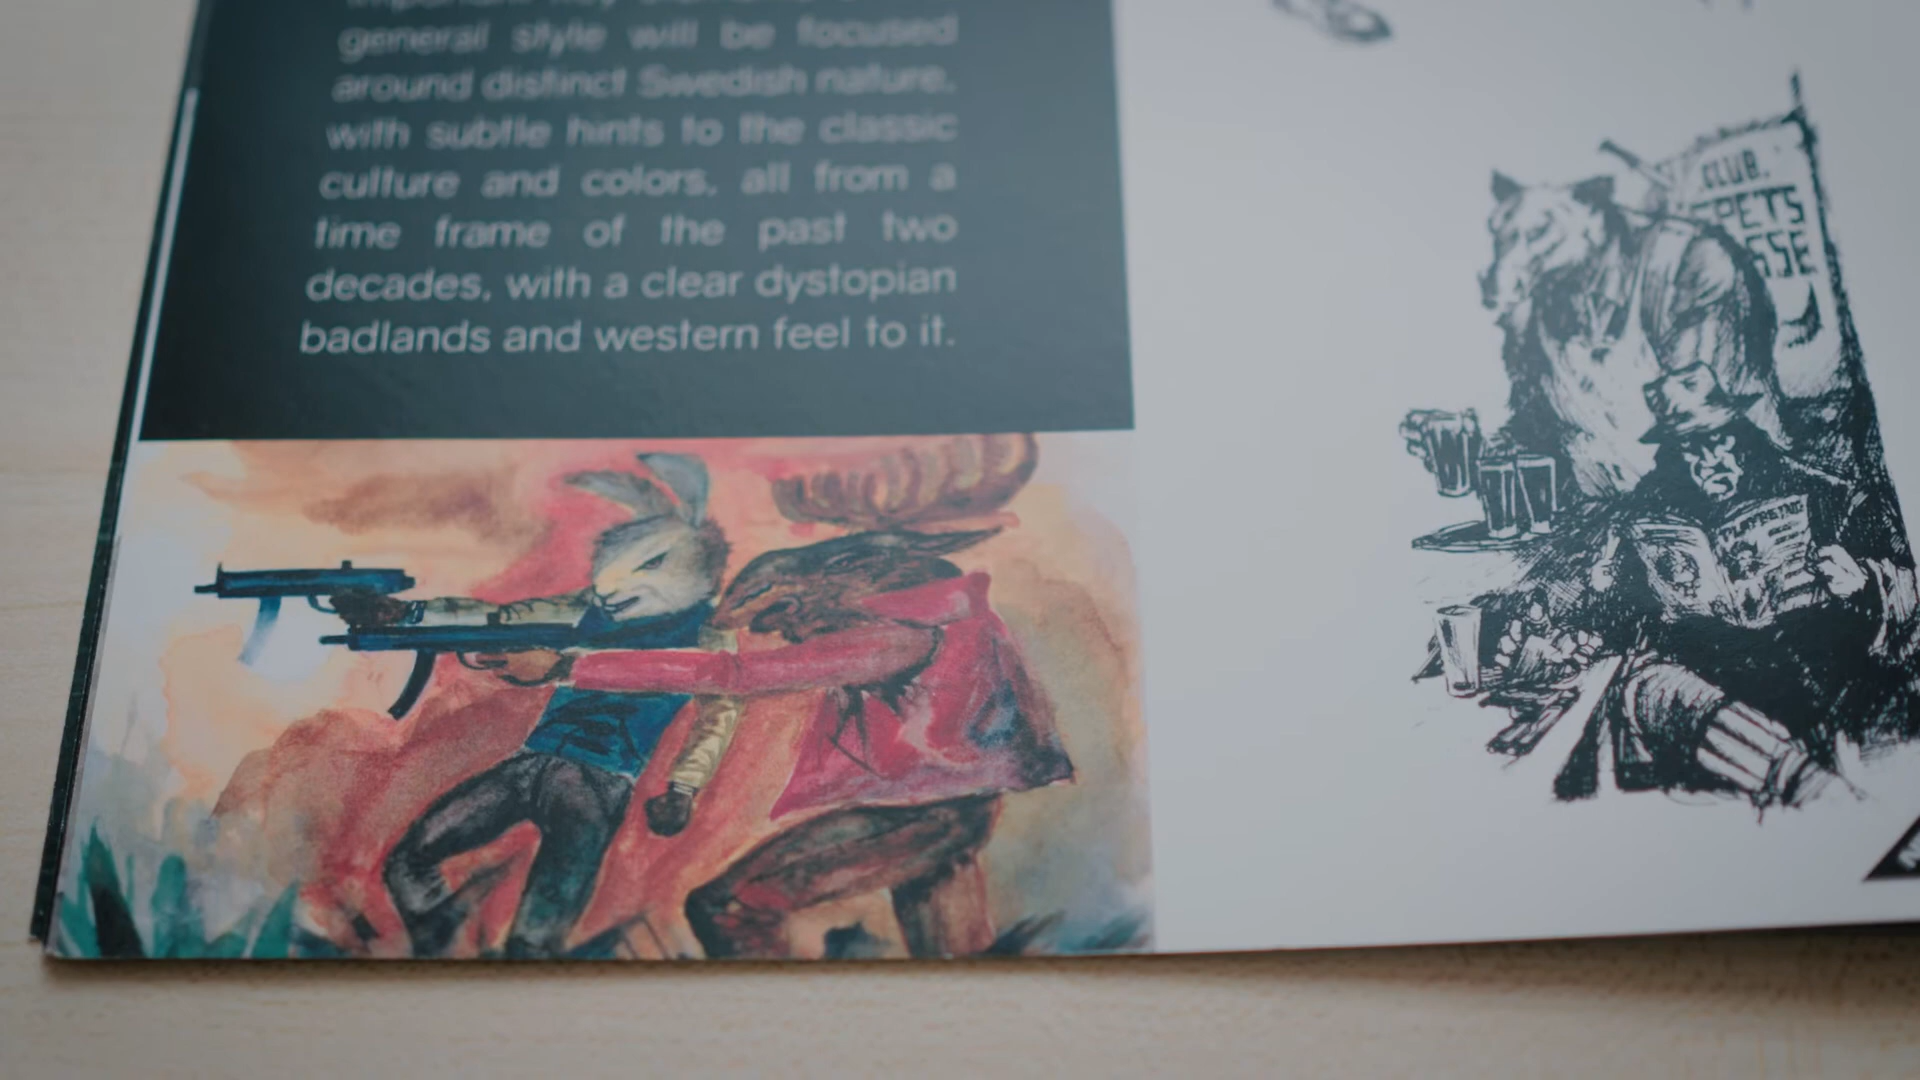 general style will be focused
around distinct Swedish nature,
with subtle hints to the classic
culture and colors, all from a
time frame of the past two
decades, with a clear dystopian
badlands and western feel to it.
CLUB.